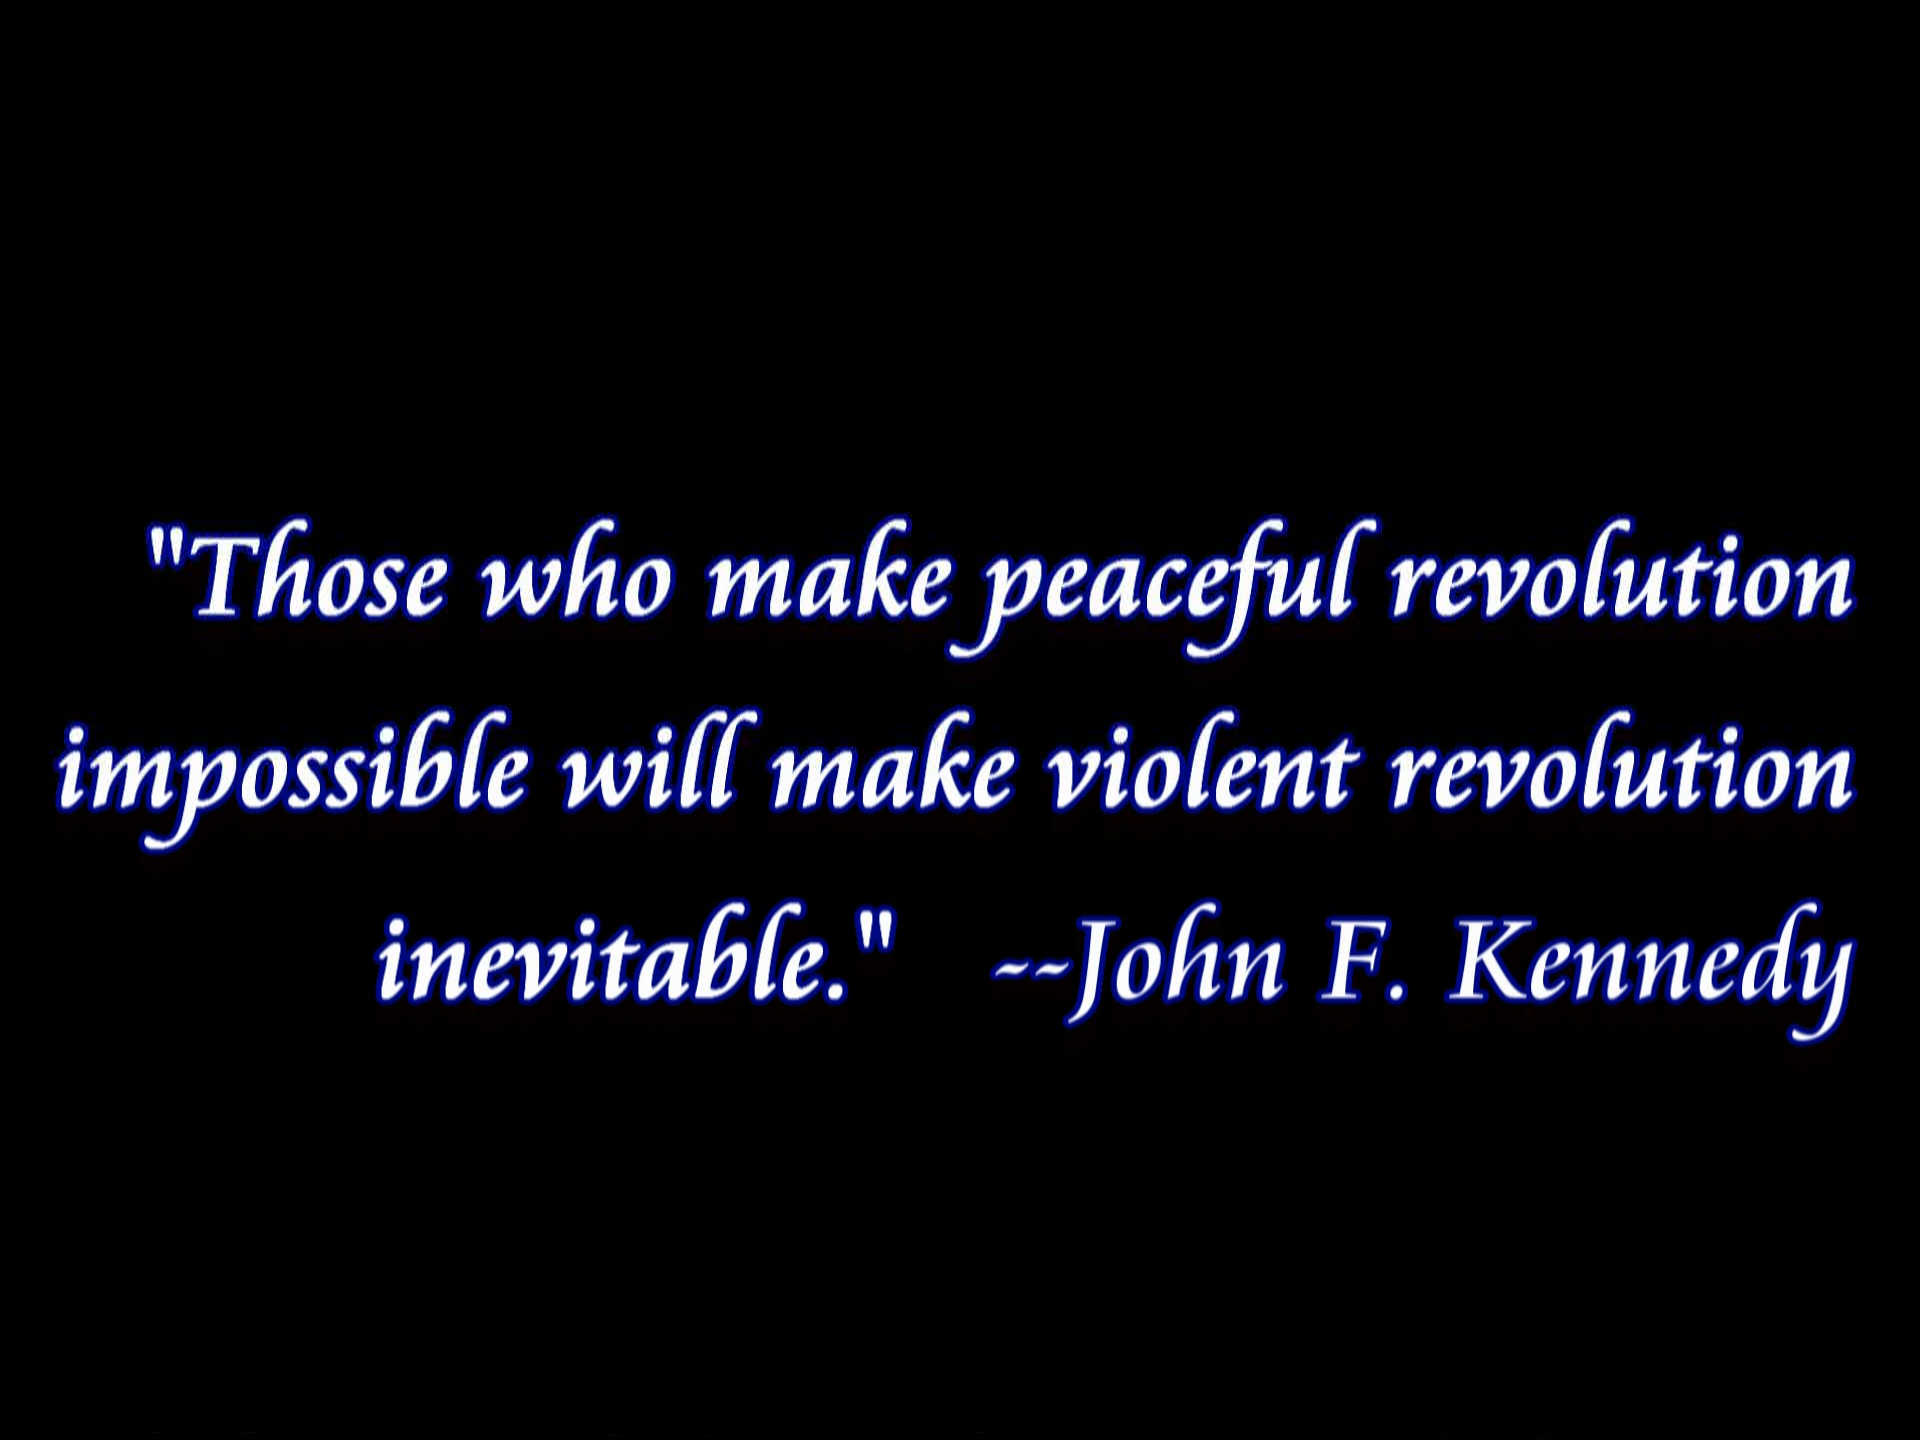 "Those who make peaceful revolution
impossible will make violent revolution
inevitable."   --John F. Kennedy